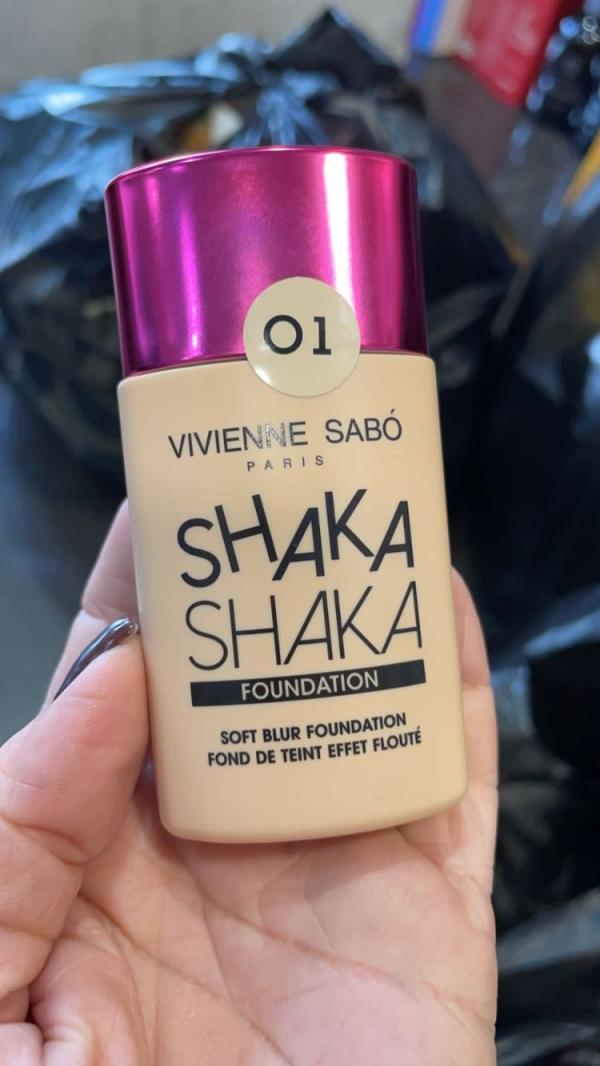 01
VIVIENNE SABÓ
PARIS
SHAKA
SHAKA
FOUNDATION
SOFT BLUR FOUNDATION
FOND DE TEINT EFFET FLOUTÉ